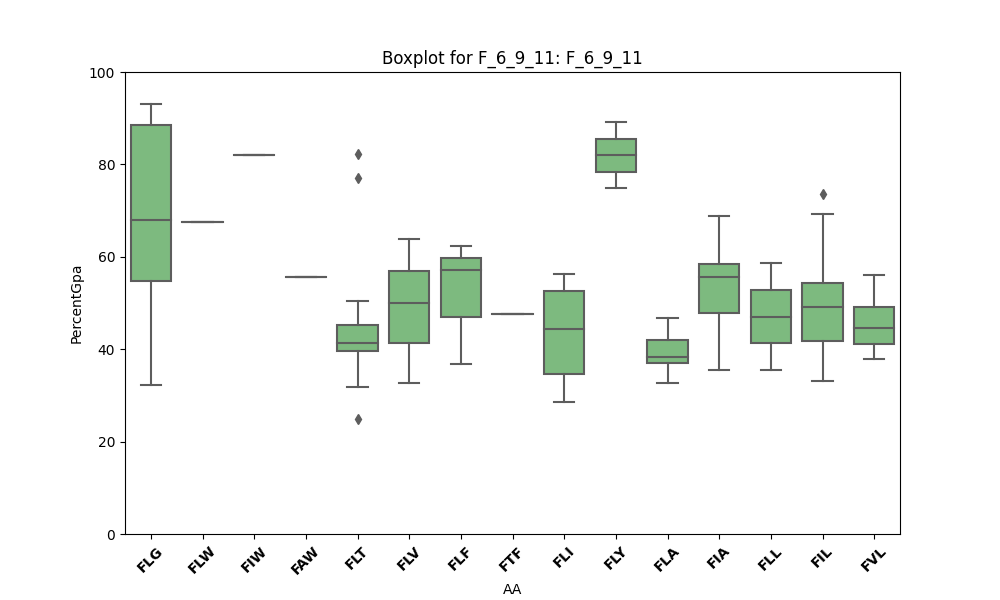 Boxplot for F_6_9_11: F_6_9_11
100
80
60
40
20
0
PercentGpa
FLG FLW FIW FAW FLT FLV FLF FTF FLI FLY FLA FIA FLL FIL FVL
AA